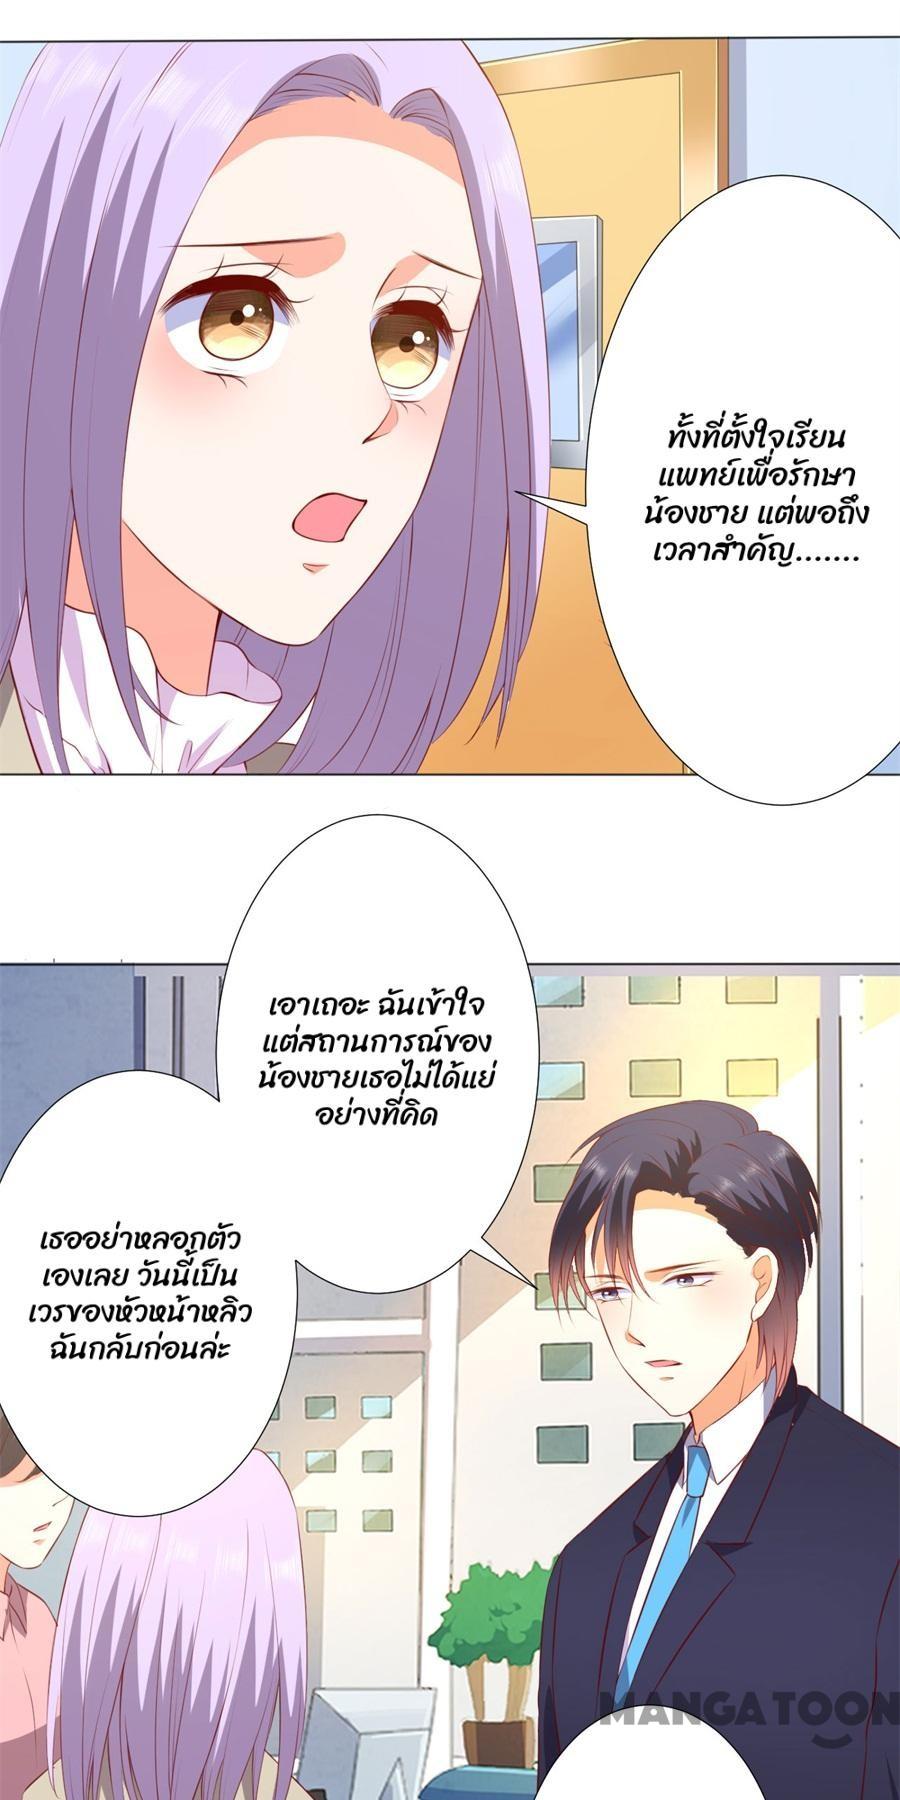 ทั้งที่ตั้งใจเรียน
แพทย์เพื่อรักษา
น้องชาย แต่พอถึง
เวลาสำคัญ.......
เอาเถอะ ฉันเข้าใจ
แต่สถานการณ์ของ
น้องชายเธอไม่ได้แย่
อย่างที่คิด
เธออย่าหลอกตัว
เองเลย วันนี้เป็น
เวรของหัวหน้าหลิว
ฉันกลับก่อนล่ะ
MANGATOON